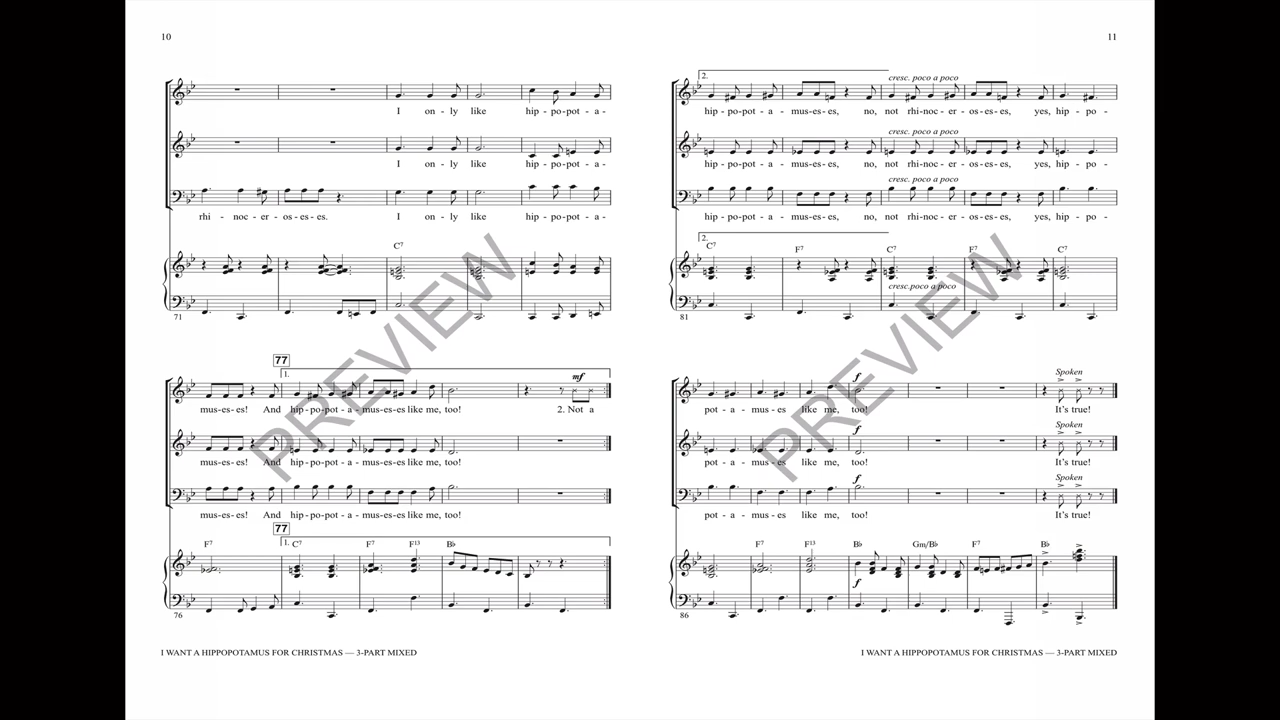 10
I on - ly like hip - po-pot - a -
I on - ly like hip - po-pot - a -
rhi - noc - er - os-es-es. I on - ly like hip - po-pot - a -
C7
71
77
1.
mf
mus-es-es! And hip-po-pot - a - mus-es-es like me, too! 2. Not a
mus-es-es! And hip-po-pot - a - mus-es-es like me, too!
mus-es-es! And hip-po-pot - a - mus-es-es like me, too!
77
F7 1. C7 F7 F13 Bb
76
I WANT A HIPPOPOTAMUS FOR CHRISTMAS — 3-PART MIXED
PREVIEW
11
2. cresc. poco a poco
hip-po-pot - a - mus-es-es, no, not rhi-noc - er - os-es-es, yes, hip - po -
cresc. poco a poco
hip-po-pot - a - mus-es-es, no, not rhi-noc - er - os-es-es, yes, hip - po -
cresc. poco a poco
hip-po-pot - a - mus-es-es, no, not rhi-noc - er - os-es-es, yes, hip - po -
2.
C7 F7 C7 F7 C7
cresc. poco a poco
81
f Spoken
pot - a - mus - es like me, too! It's true!
f Spoken
pot - a - mus - es like me, too! It's true!
f Spoken
pot - a - mus - es like me, too! It's true!
F7 F13 Bb Gm/Bb F7 Bb
f
86
I WANT A HIPPOPOTAMUS FOR CHRISTMAS — 3-PART MIXED
PREVIEW